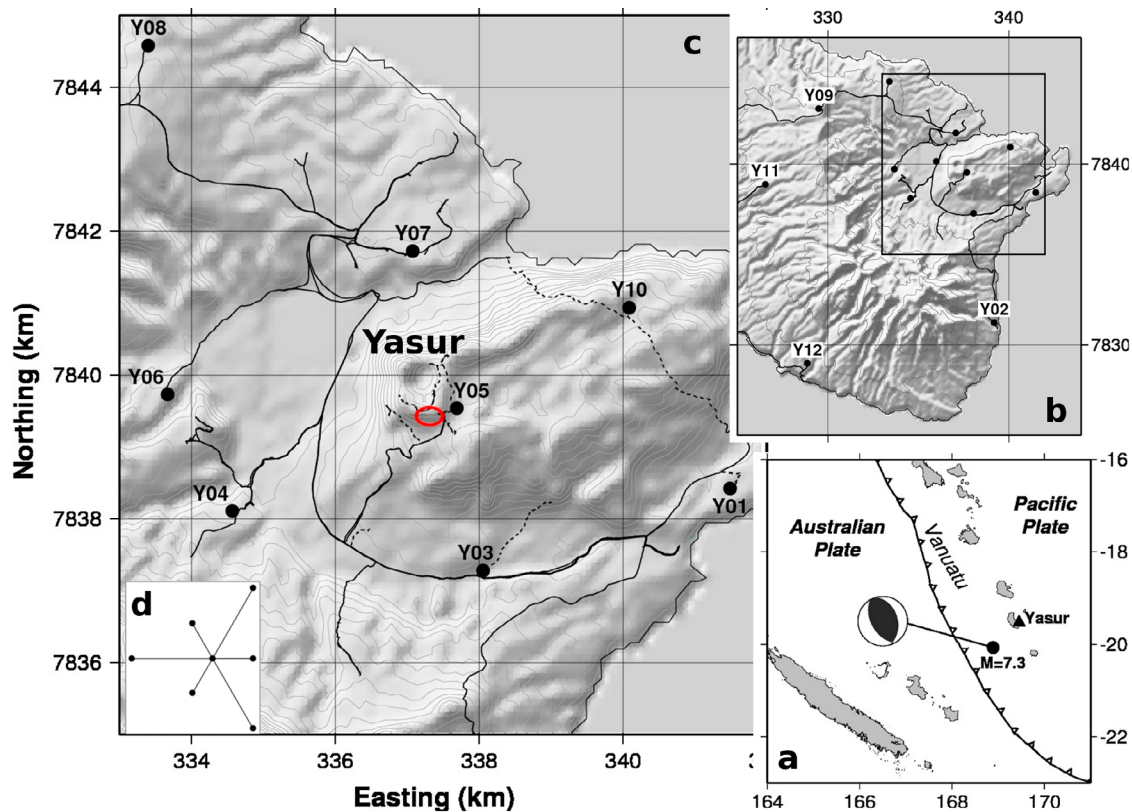 c
Y08
7844
7842
7840
7838
7836
Northing (km)
Y07
Y10
Yasur
Y06
Y05
Y04
Y01
Y03
d
334
336
338
340
Easting (km)
330
340
Y09
7840
Y11
Y02
Y12
7830
b
-16
Pacific
Plate
Australian
Plate
Vanuatu
-18
Yasur
-20
M=7.3
-22
a
164
166
168
170